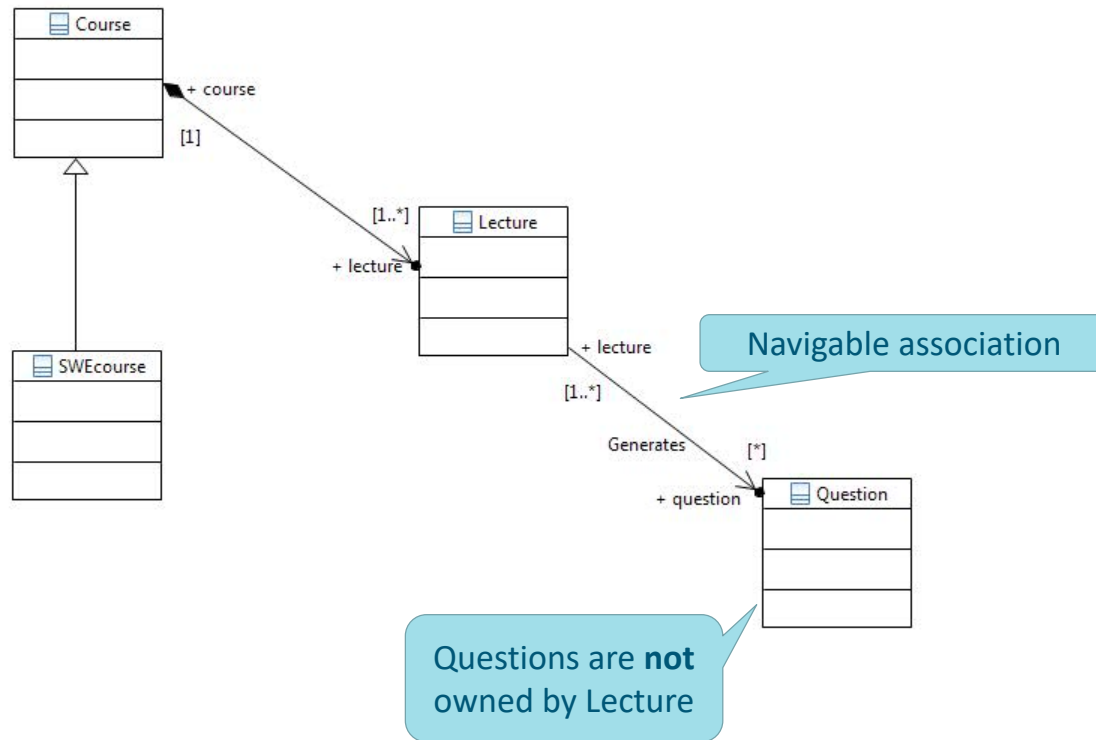 Course
+ course
[1]
[1..*]
Lecture
+ lecture
SWEcourse
+ lecture
Navigable association
[1..*]
Generates
[*]
+ question
Question
Questions are not
owned by Lecture